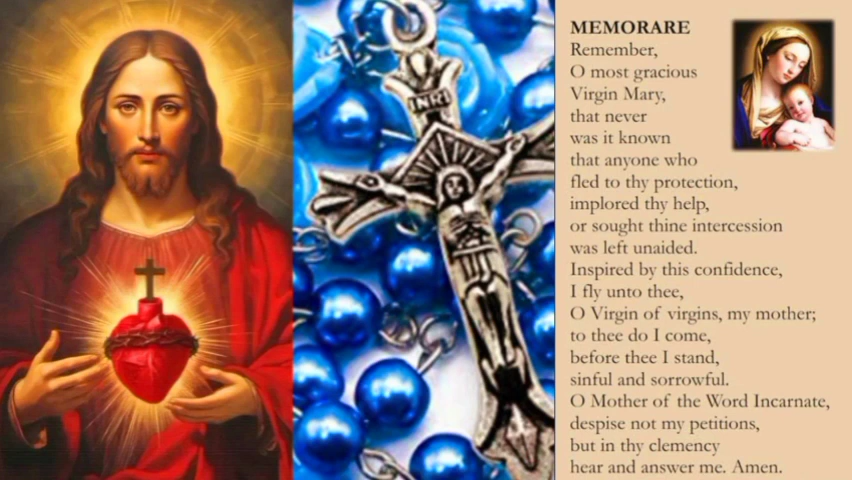 INRI
MEMORARE
Remember,
O most gracious
Virgin Mary,
that never
was it known
that anyone who
fled to thy protection,
implored thy help,
or sought thine intercession
was left unaided.
Inspired by this confidence,
I fly unto thee,
O Virgin of virgins, my mother;
to thee do I come,
before thee I stand,
sinful and sorrowful.
O Mother of the Word Incarnate,
despise not my petitions,
but in thy clemency
hear and answer me. Amen.